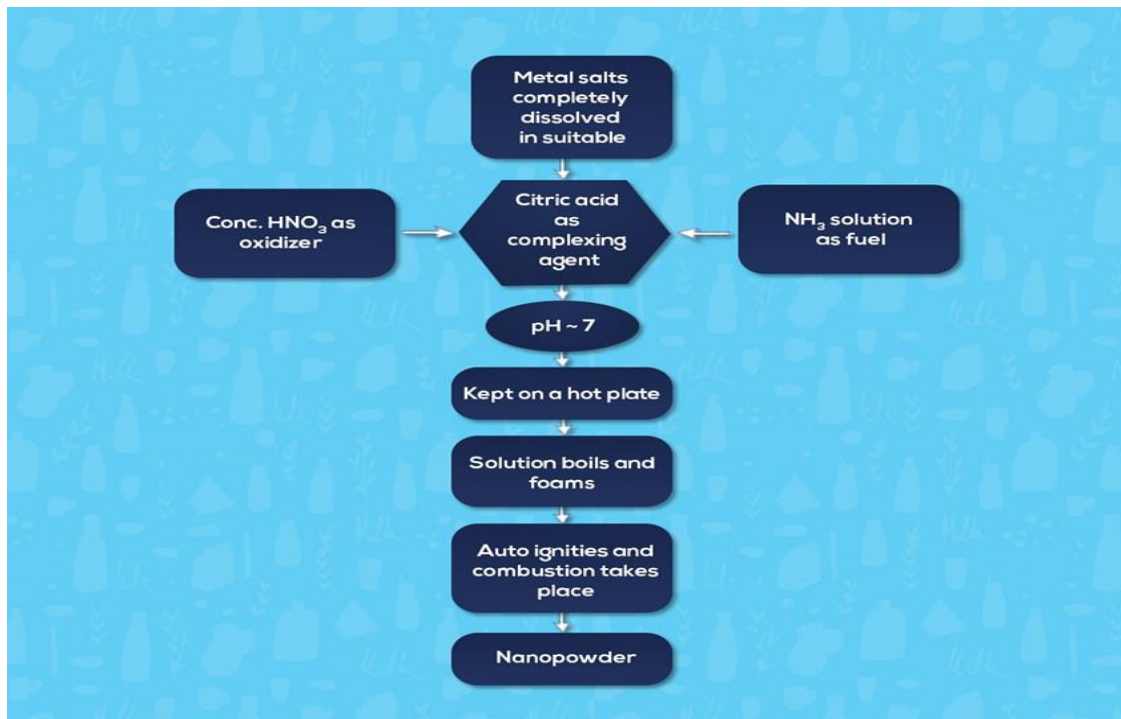 Metal salts
completely
dissolved
in suitable
Conc. HNO₃ as
oxidizer
Citric acid
as
complexing
agent
NH₃ solution
as fuel
pH ~ 7
Kept on a hot plate
Solution boils and
foams
Auto ignities and
combustion takes
place
Nanopowder